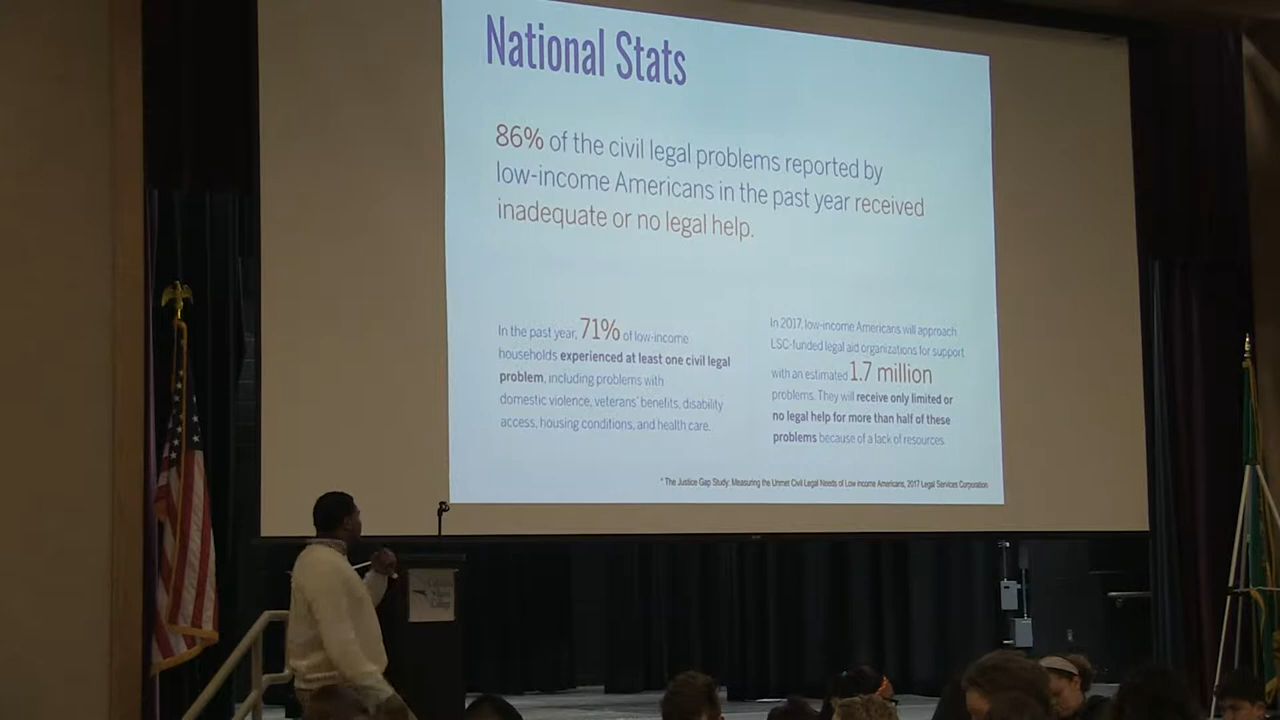 National Stats
86% of the civil legal problems reported by
low-income Americans in the past year received
inadequate or no legal help.
In the past year, 71% of low-income
households experienced at least one civil legal
problem, including problems with
domestic violence, veterans' benefits, disability
access, housing conditions, and health care.
In 2017, low-income Americans will approach
LSC-funded legal aid organizations for support
with an estimated 1.7 million
problems. They will receive only limited or
no legal help for more than half of these
problems because of a lack of resources.
* The Justice Gap Study: Measuring the Unmet Civil Legal Needs of Low income Americans, 2017 Legal Services Corporation
College